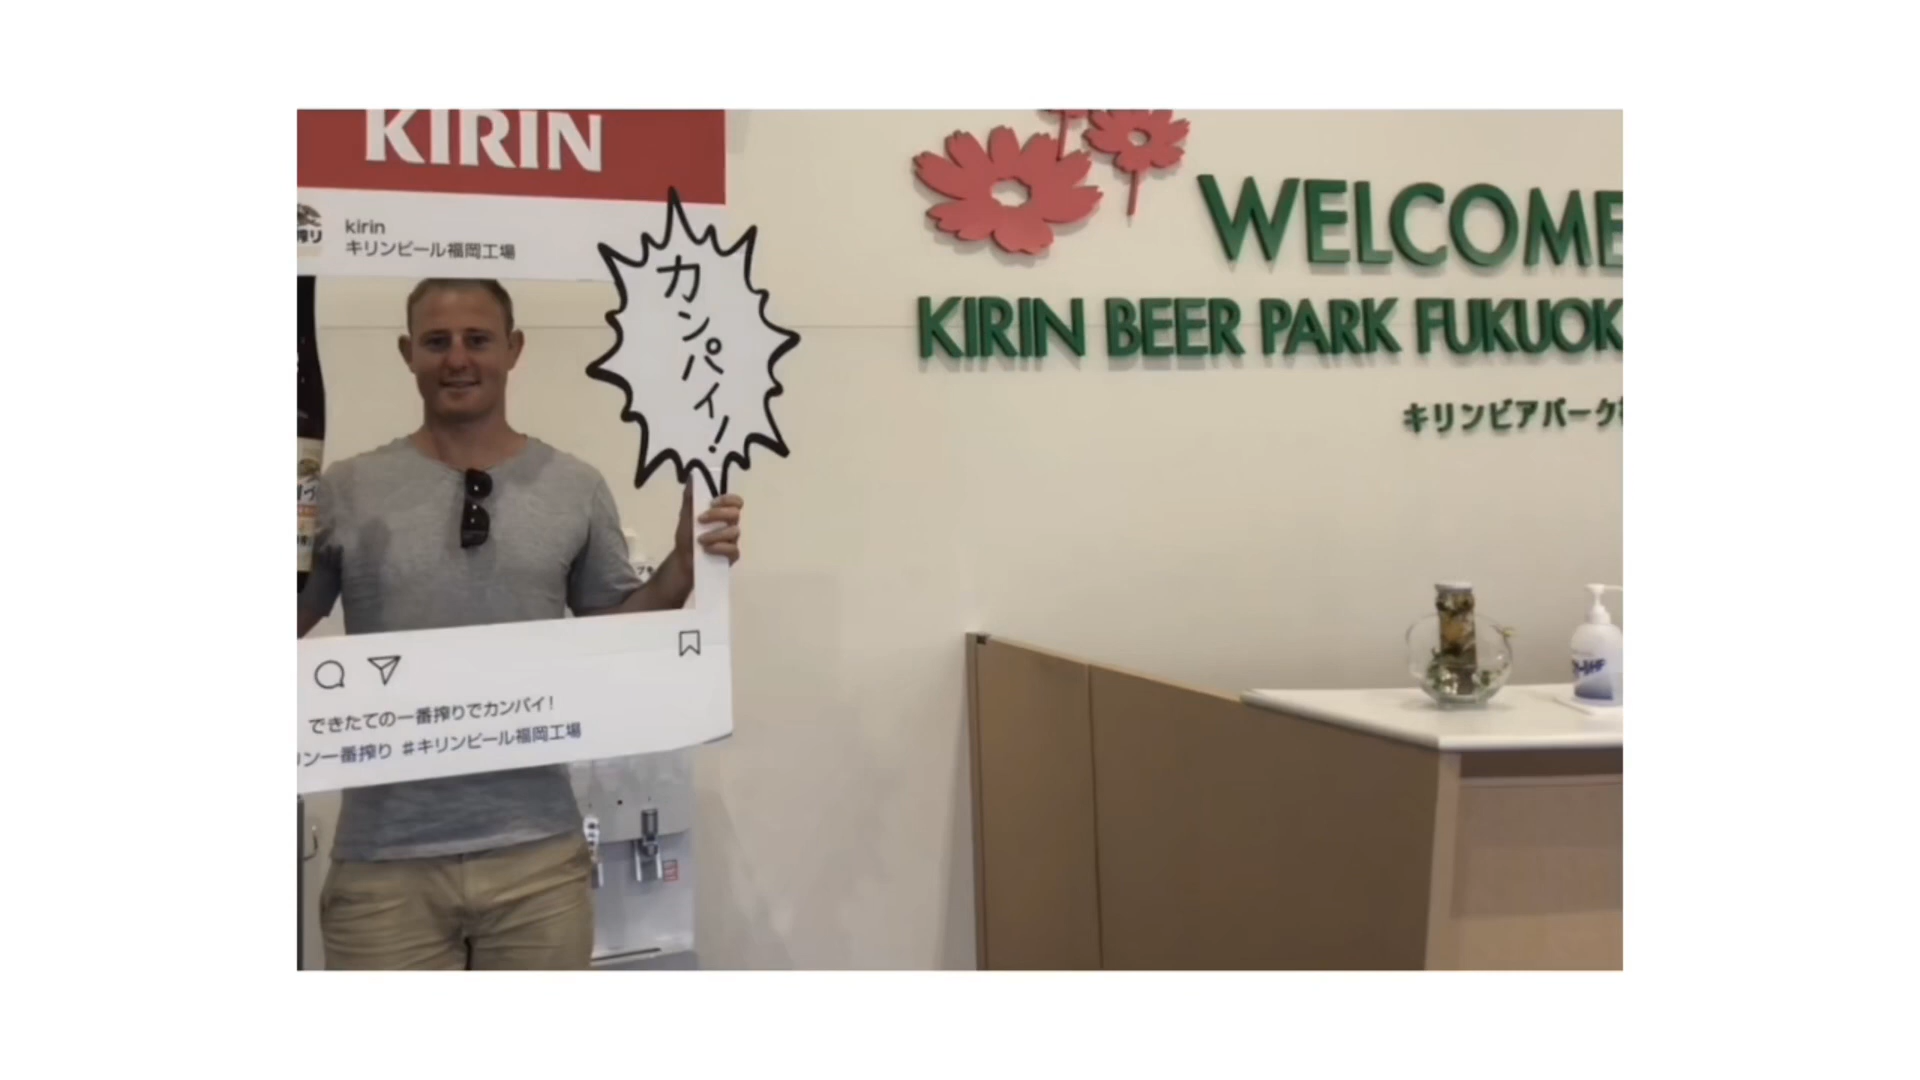 KIRIN
搾り
kirin
キリンビール福岡工場
カンパイ!
できたての一番搾りでカンパイ!
ン一番搾り #キリンビール福岡工場
WELCOME
KIRIN BEER PARK FUKUOK
キリンビアパーク